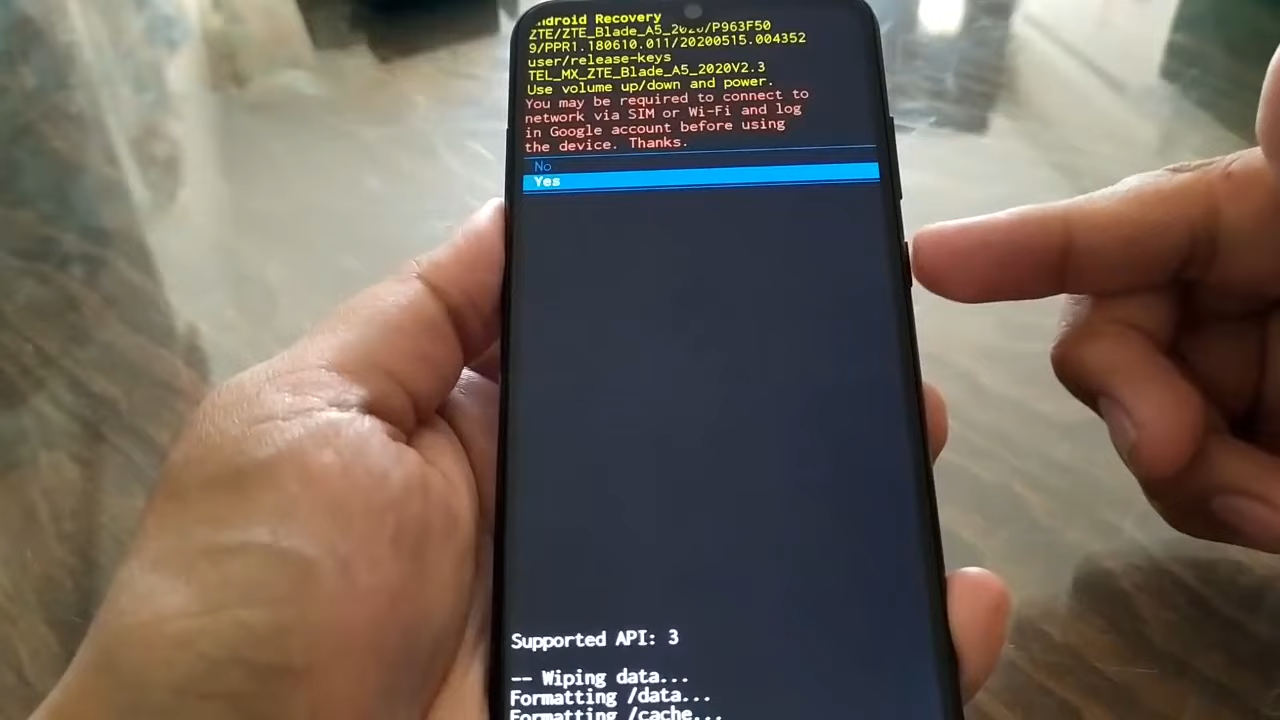 Android Recovery
ZTE/ZTE_Blade_A5_2020/P963F50
9/PPR1.180610.011/20200515.004352
user/release-keys
TEL_MX_ZTE_Blade_A5_2020V2.3
Use volume up/down and power.
You may be required to connect to
network via SIM or Wi-Fi and log
in Google account before using
the device. Thanks.
No
Yes
Supported API: 3
-- Wiping data...
Formatting /data...
Formatting /cache...